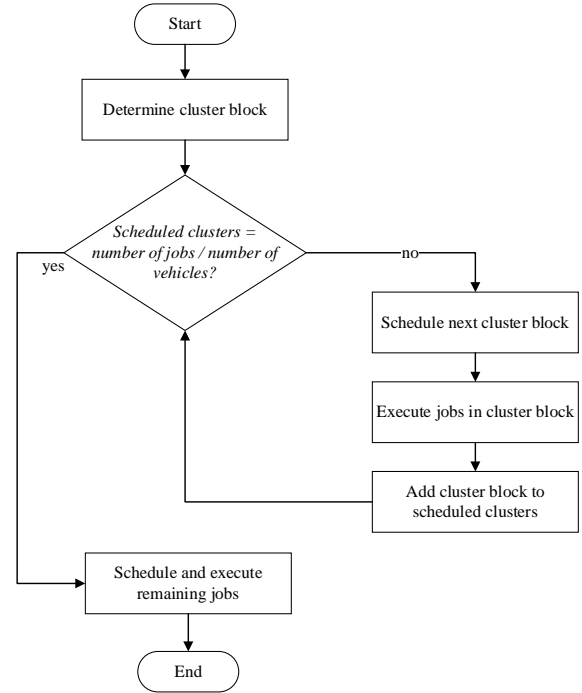 Start
Determine cluster block
Scheduled clusters =
number of jobs / number of
vehicles?
yes
no
Schedule next cluster block
Execute jobs in cluster block
Add cluster block to
scheduled clusters
Schedule and execute
remaining jobs
End